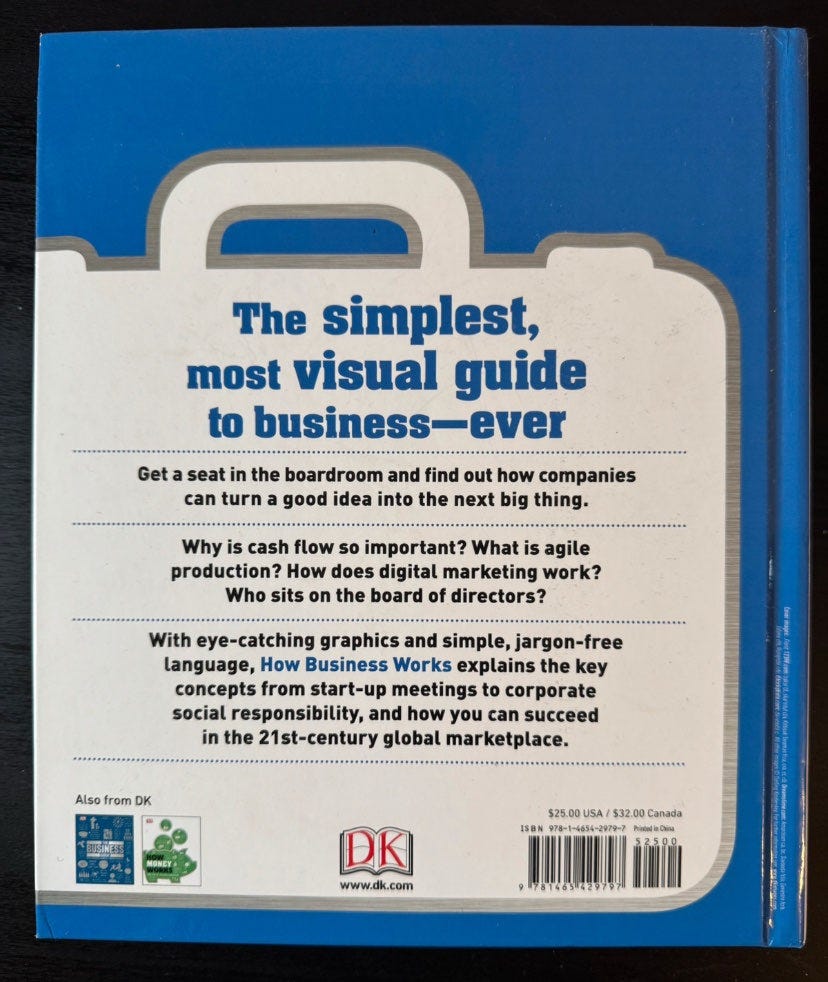 The simplest,
most visual guide
to business—ever
Get a seat in the boardroom and find out how companies
can turn a good idea into the next big thing.
Why is cash flow so important? What is agile
production? How does digital marketing work?
Who sits on the board of directors?
With eye-catching graphics and simple, jargon-free
language, How Business Works explains the key
concepts from start-up meetings to corporate
social responsibility, and how you can succeed
in the 21st-century global marketplace.
Also from DK
BUSINESS
HOW
MONEY
WORKS
DK
www.dk.com
$25.00 USA / $32.00 Canada
ISBN 978-1-4654-2979-7 Printed in China
52500
9 781465 429797